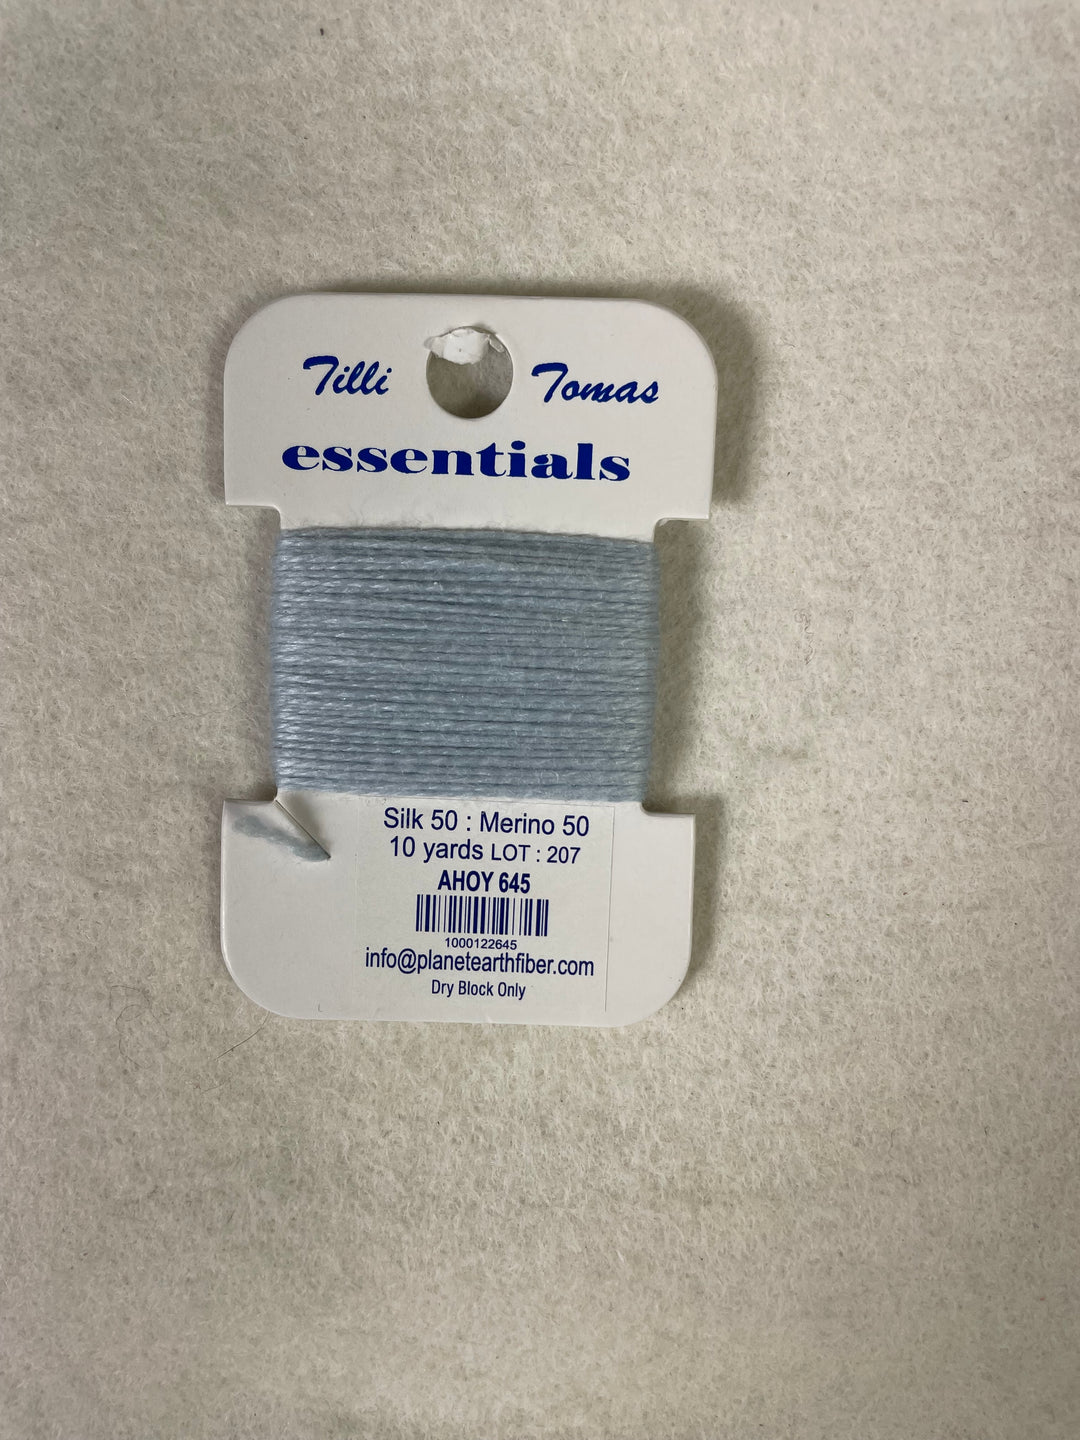 Tilli Tomas
essentials
Silk 50 : Merino 50
10 yards LOT : 207
AHOY 645
1000122645
info@planetearthfiber.com
Dry Block Only